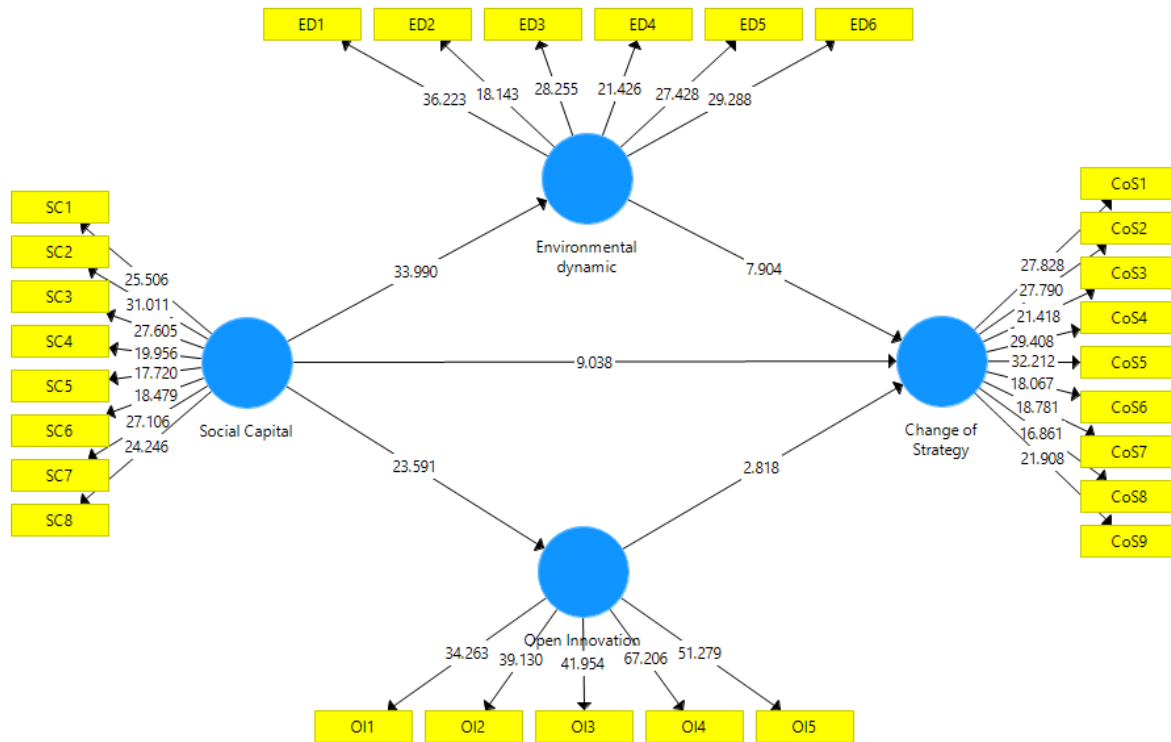 ED1
ED2
ED3
ED4
ED5
ED6
36.223
18.143
28.255
21.426
27.428
29.288
Environmental
dynamic
SC1
SC2
SC3
SC4
SC5
SC6
SC7
SC8
25.506
31.011
27.605
19.956
17.720
18.479
27.106
24.246
Social Capital
33.990
7.904
9.038
23.591
2.818
Change of
Strategy
27.828
27.790
21.418
29.408
32.212
18.067
18.781
16.861
21.908
CoS1
CoS2
CoS3
CoS4
CoS5
CoS6
CoS7
CoS8
CoS9
Open Innovation
34.263
39.130
41.954
67.206
51.279
OI1
OI2
OI3
OI4
OI5